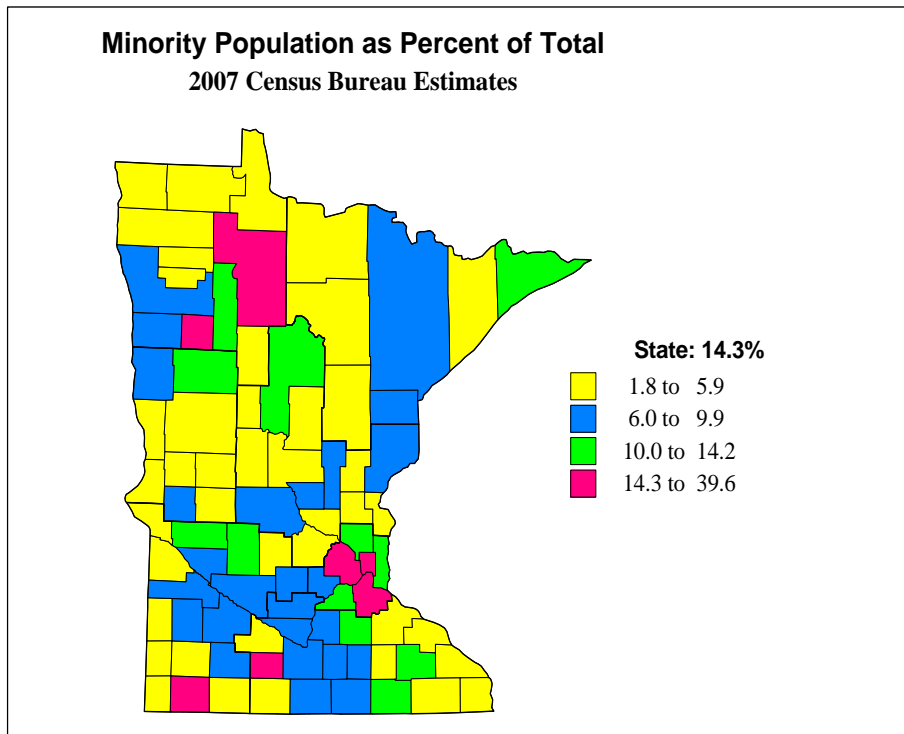 Minority Population as Percent of Total
2007 Census Bureau Estimates
State: 14.3%
1.8 to 5.9
6.0 to 9.9
10.0 to 14.2
14.3 to 39.6